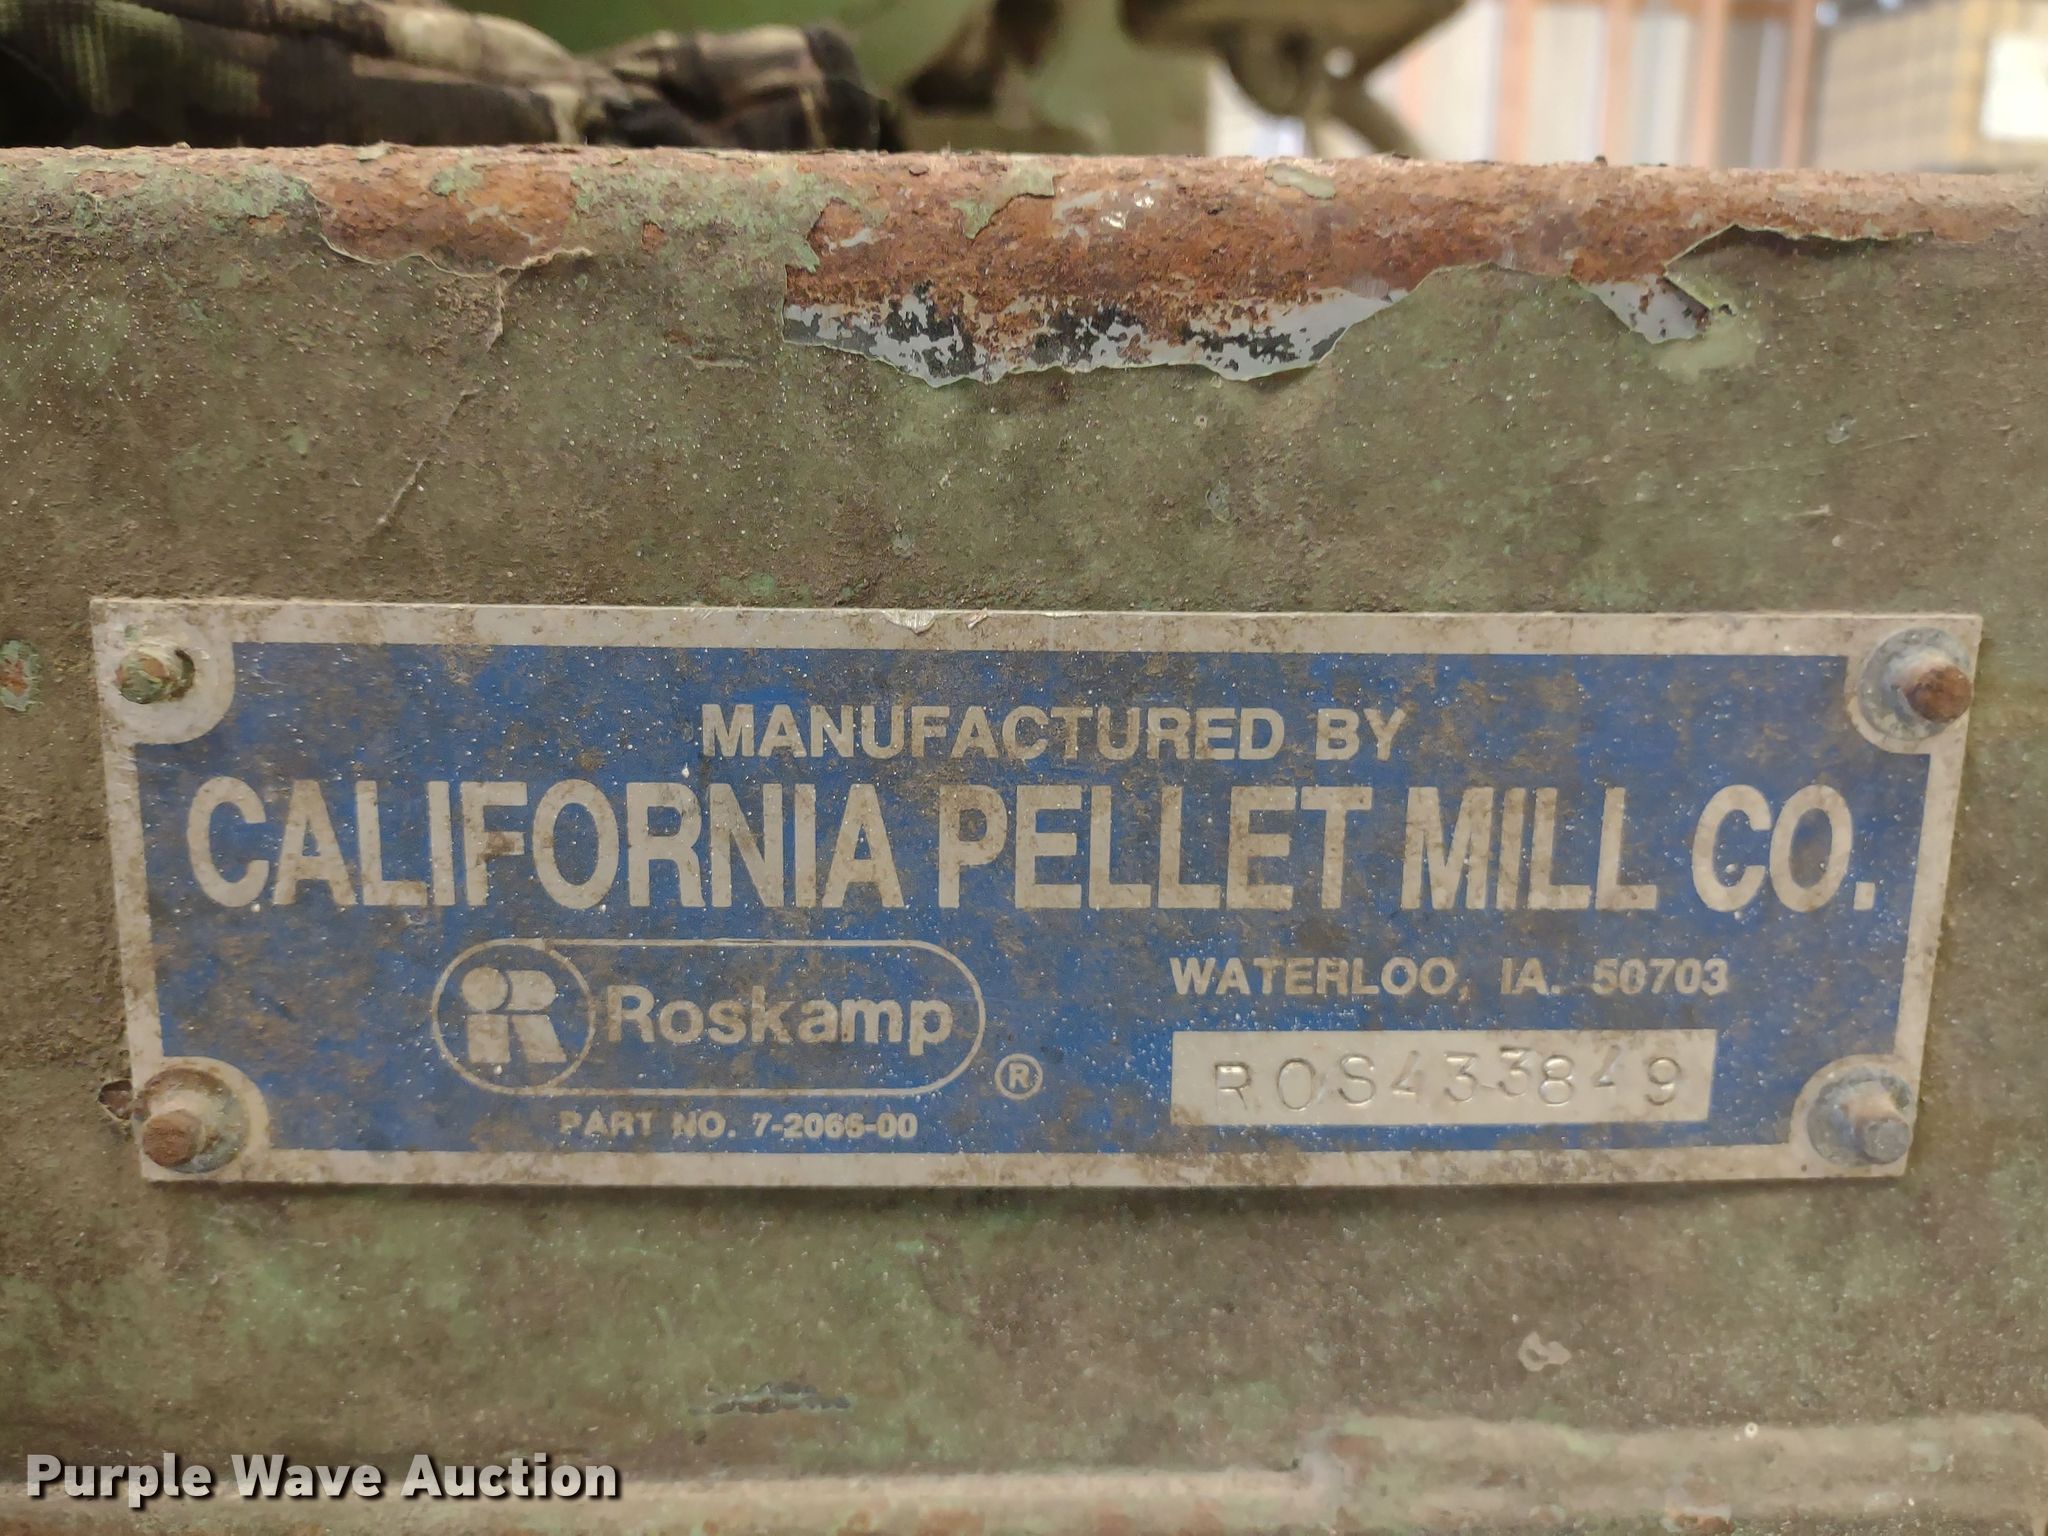 MANUFACTURED BY
CALIFORNIA PELLET MILL CO.
R Roskamp ®
PART NO. 7-2066-00
WATERLOO, IA. 50703
ROS433849
Purple Wave Auction